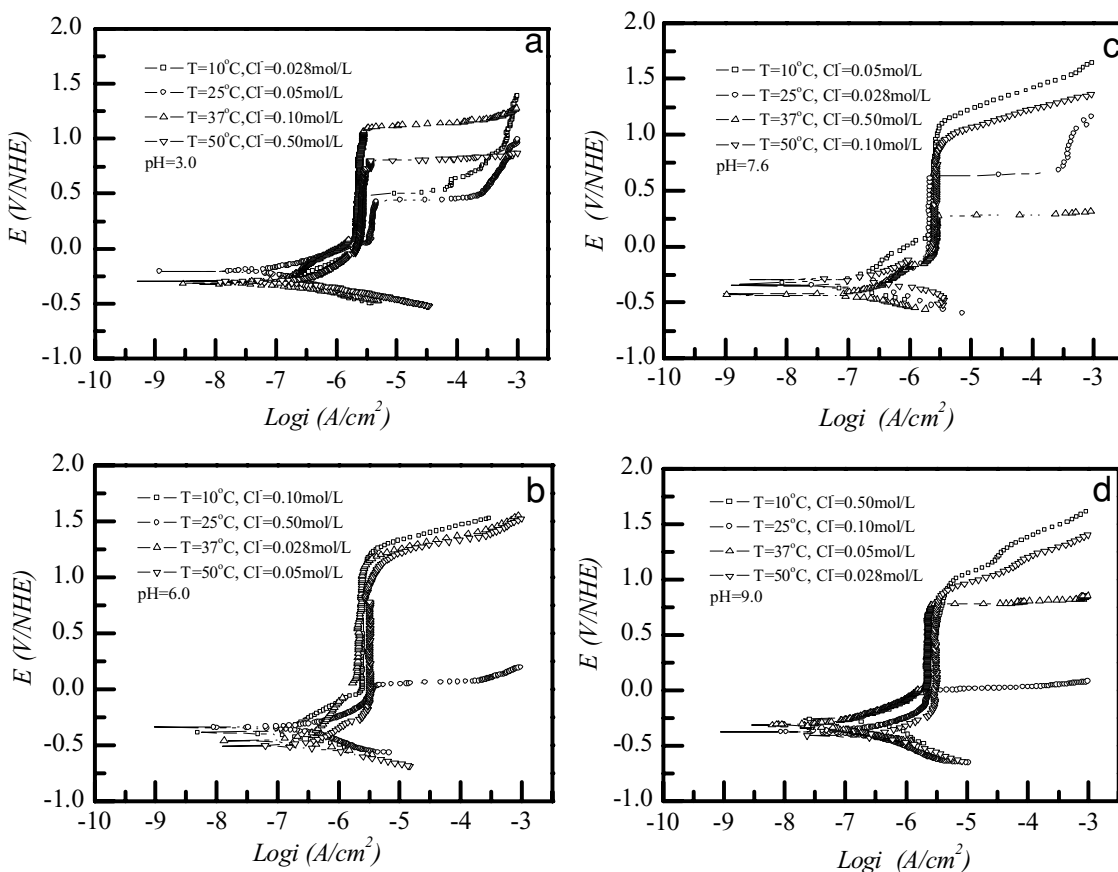 a
2.0
1.5
1.0
0.5
0.0
-0.5
-1.0
E (V/NHE)
T=10°C,Cl⁻=0.028mol/L
T=25°C,Cl⁻=0.05mol/L
T=37°C,Cl⁻=0.10mol/L
T=50°C,Cl⁻=0.50mol/L
pH=3.0
-10 -9 -8 -7 -6 -5 -4 -3
Logi (A/cm²)
c
2.0
1.5
1.0
0.5
0.0
-0.5
-1.0
E (V/NHE)
T=10°C, Cl⁻=0.05mol/L
T=25°C, Cl⁻=0.028mol/L
T=37°C, Cl⁻=0.50mol/L
T=50°C, Cl⁻=0.10mol/L
pH=7.6
-10 -9 -8 -7 -6 -5 -4 -3
Logi (A/cm²)
b
2.0
1.5
1.0
0.5
0.0
-0.5
-1.0
E (V/NHE)
T=10°C, Cl⁻=0.10mol/L
T=25°C, Cl⁻=0.50mol/L
T=37°C, Cl⁻=0.028mol/L
T=50°C, Cl⁻=0.05mol/L
pH=6.0
-10 -9 -8 -7 -6 -5 -4 -3
Logi (A/cm²)
d
2.0
1.5
1.0
0.5
0.0
-0.5
-1.0
E (V/NHE)
T=10°C, Cl⁻=0.50mol/L
T=25°C, Cl⁻=0.10mol/L
T=37°C, Cl⁻=0.05mol/L
T=50°C, Cl⁻=0.028mol/L
pH=9.0
-10 -9 -8 -7 -6 -5 -4 -3
Logi (A/cm²)